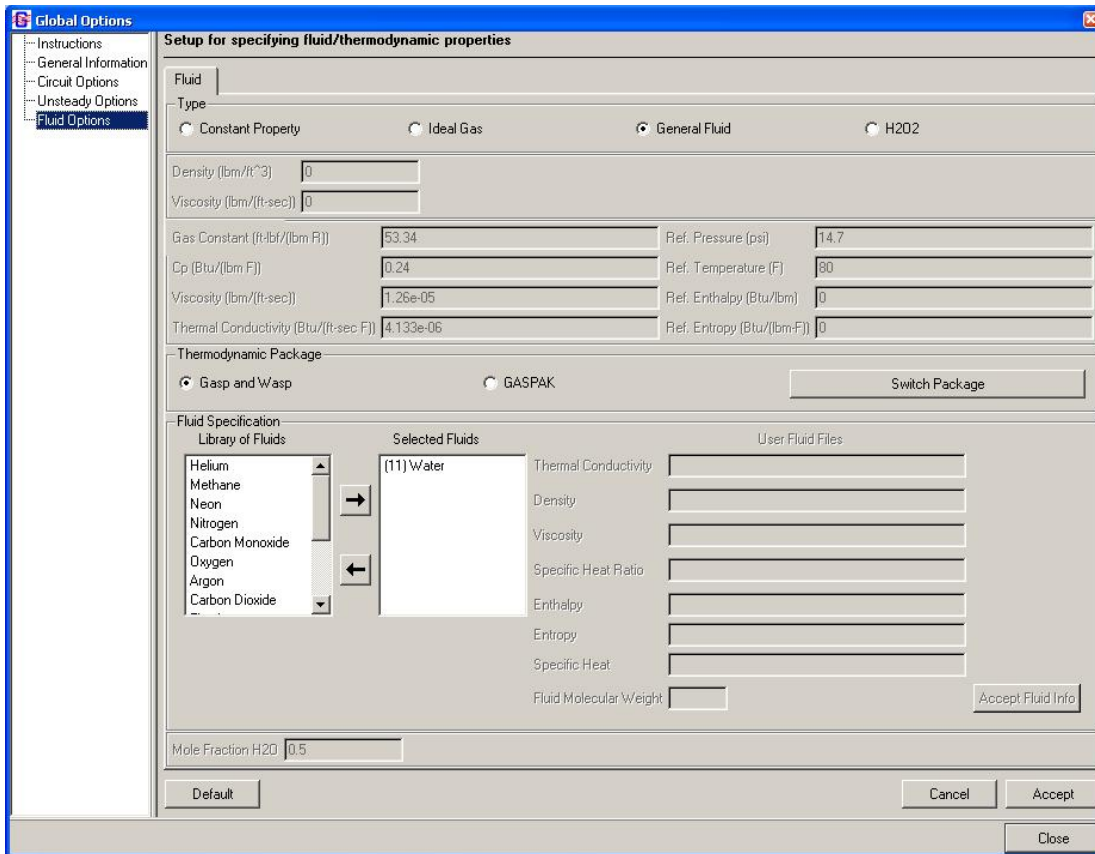 Global Options
Instructions
General Information
Circuit Options
Unsteady Options
Fluid Options
Setup for specifying fluid/thermodynamic properties
Fluid
Type
Constant Property Ideal Gas General Fluid H2O2
Density (lbm/ft^3) 0
Viscosity (lbm/(ft-sec)) 0
Gas Constant (ft-lbf/(lbm R)) 53.34 Ref. Pressure (psi) 14.7
Cp (Btu/(lbm F)) 0.24 Ref. Temperature (F) 80
Viscosity (lbm/(ft-sec)) 1.26e-05 Ref. Enthalpy (Btu/lbm) 0
Thermal Conductivity (Btu/(ft-sec F)) 4.133e-06 Ref. Entropy (Btu/(lbm-F)) 0
Thermodynamic Package
Gasp and Wasp GASPAK Switch Package
Fluid Specification
Library of Fluids Selected Fluids User Fluid Files
Helium
Methane
Neon
Nitrogen
Carbon Monoxide
Oxygen
Argon
Carbon Dioxide
(11) Water
Thermal Conductivity
Density
Viscosity
Specific Heat Ratio
Enthalpy
Entropy
Specific Heat
Fluid Molecular Weight Accept Fluid Info
Mole Fraction H2O 0.5
Default Cancel Accept
Close